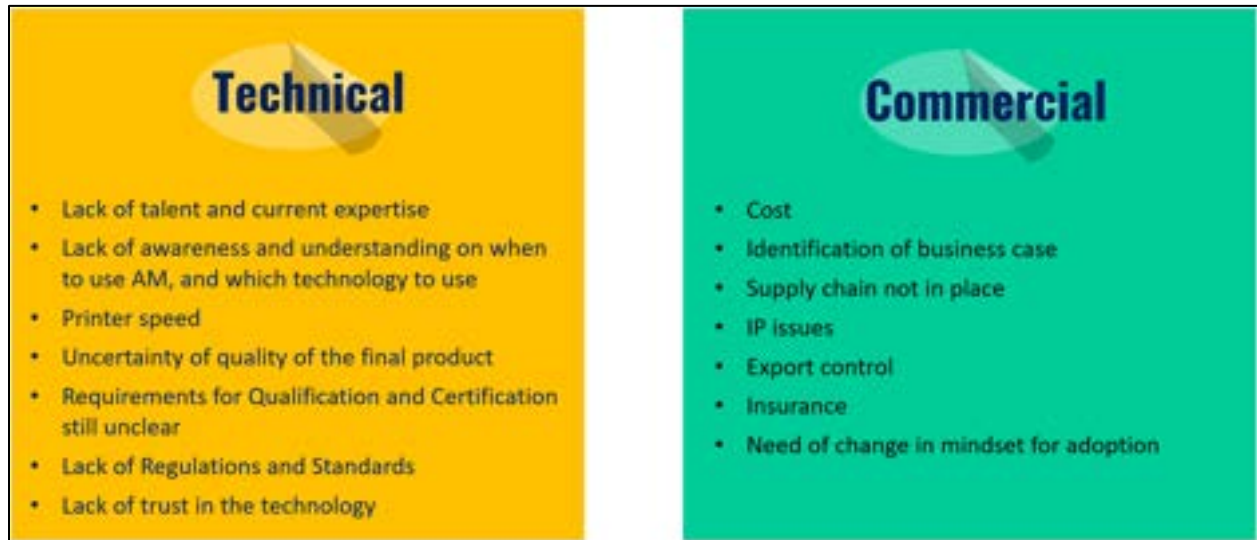 Technical
• Lack of talent and current expertise
• Lack of awareness and understanding on when
to use AM, and which technology to use
• Printer speed
• Uncertainty of quality of the final product
• Requirements for Qualification and Certification
still unclear
• Lack of Regulations and Standards
• Lack of trust in the technology
Commercial
• Cost
• Identification of business case
• Supply chain not in place
• IP issues
• Export control
• Insurance
• Need of change in mindset for adoption